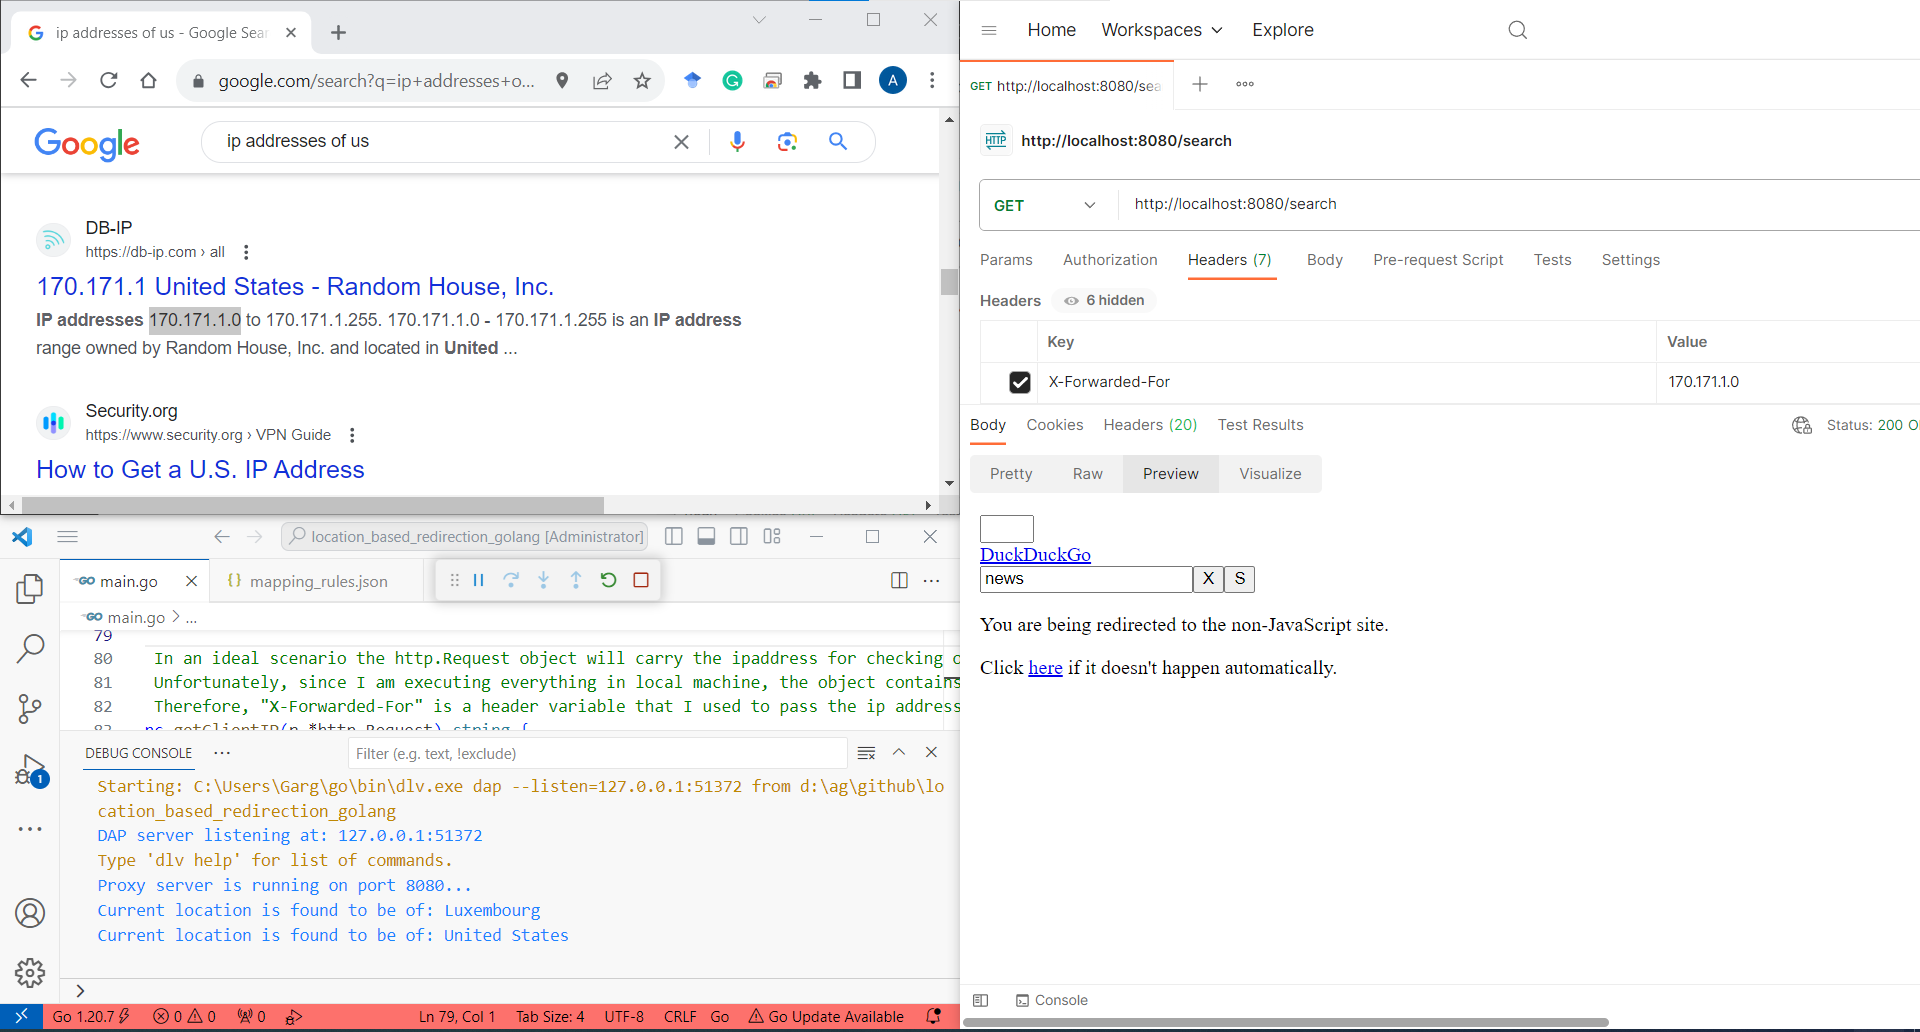 ip addresses of us - Google Sear
google.com/search?q=ip+addresses+o...
A
Google
ip addresses of us
DB-IP
https://db-ip.com › all
170.171.1 United States - Random House, Inc.
IP addresses 170.171.1.0 to 170.171.1.255. 170.171.1.0 - 170.171.1.255 is an IP address
range owned by Random House, Inc. and located in United ...
Security.org
https://www.security.org › VPN Guide
How to Get a U.S. IP Address
location_based_redirection_golang [Administrator]
main.go
{} mapping_rules.json
main.go > ...
79
80 In an ideal scenario the http.Request object will carry the ipaddress for checking o
81 Unfortunately, since I am executing everything in local machine, the object contains
82 Therefore, "X-Forwarded-For" is a header variable that I used to pass the ip address
DEBUG CONSOLE
Filter (e.g. text, !exclude)
Starting: C:\Users\Garg\go\bin\dlv.exe dap --listen=127.0.0.1:51372 from d:\ag\github\lo
cation_based_redirection_golang
DAP server listening at: 127.0.0.1:51372
Type 'dlv help' for list of commands.
Proxy server is running on port 8080...
Current location is found to be of: Luxembourg
Current location is found to be of: United States
1
Go 1.20.7
0 0
0
Ln 79, Col 1
Tab Size: 4
UTF-8
CRLF
Go
Go Update Available
Home
Workspaces
Explore
GET http://localhost:8080/sea
HTTP
http://localhost:8080/search
GET
http://localhost:8080/search
Params
Authorization
Headers (7)
Body
Pre-request Script
Tests
Settings
Headers
6 hidden
Key
Value
X-Forwarded-For
170.171.1.0
Body
Cookies
Headers (20)
Test Results
Status: 200 O
Pretty
Raw
Preview
Visualize
DuckDuckGo
news
X
S
You are being redirected to the non-JavaScript site.
Click here if it doesn't happen automatically.
Console